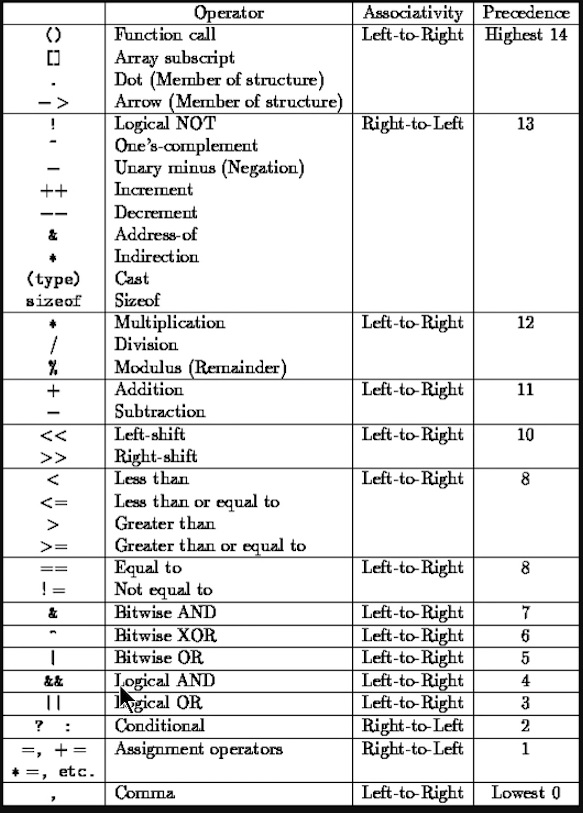 Operator Associativity Precedence
() Function call Left-to-Right Highest 14
[] Array subscript
. Dot (Member of structure)
-> Arrow (Member of structure)
! Logical NOT Right-to-Left 13
~ One's-complement
- Unary minus (Negation)
++ Increment
-- Decrement
& Address-of
* Indirection
(type) Cast
sizeof Sizeof
* Multiplication Left-to-Right 12
/ Division
% Modulus (Remainder)
+ Addition Left-to-Right 11
- Subtraction
<< Left-shift Left-to-Right 10
>> Right-shift
< Less than Left-to-Right 8
<= Less than or equal to
> Greater than
>= Greater than or equal to
== Equal to Left-to-Right 8
!= Not equal to
& Bitwise AND Left-to-Right 7
^ Bitwise XOR Left-to-Right 6
| Bitwise OR Left-to-Right 5
&& Logical AND Left-to-Right 4
|| Logical OR Left-to-Right 3
? : Conditional Right-to-Left 2
=, += Assignment operators Right-to-Left 1
*=, etc.
, Comma Left-to-Right Lowest 0